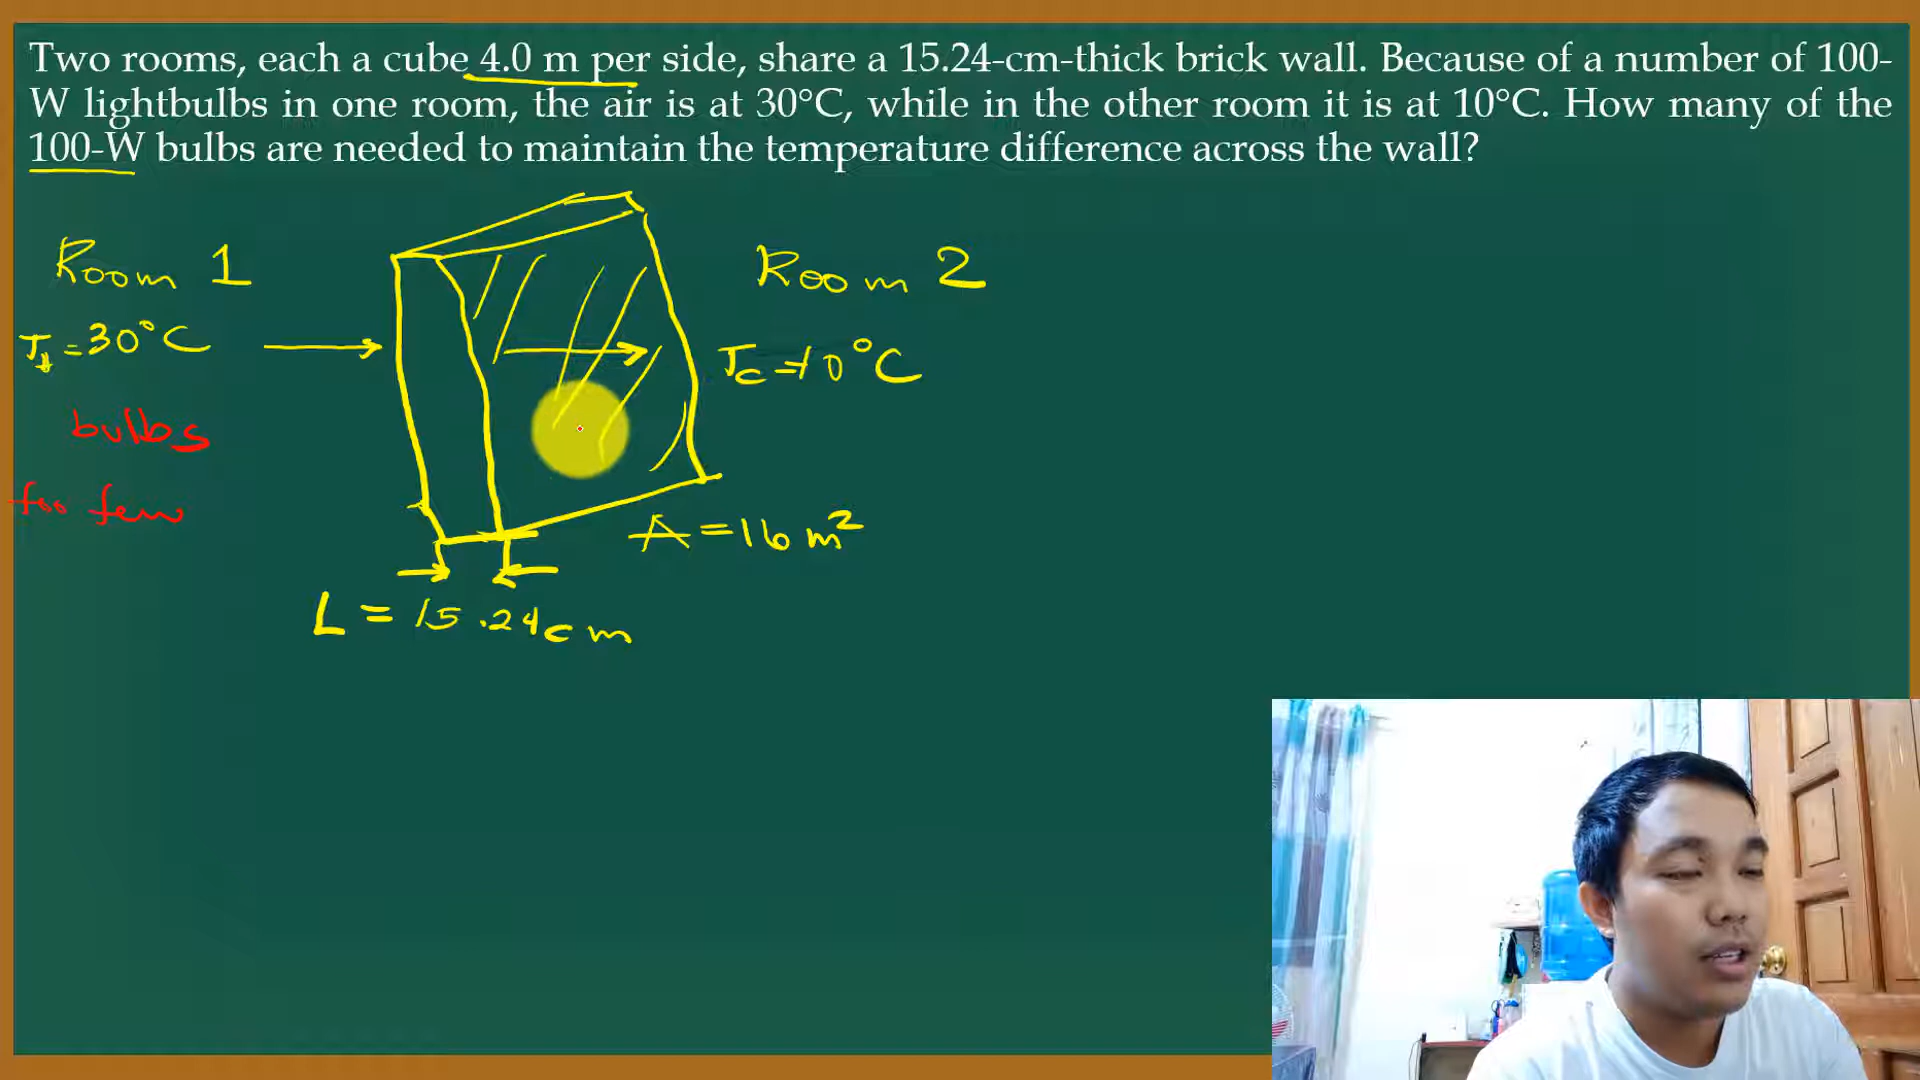 Two rooms, each a cube 4.0 m per side, share a 15.24-cm-thick brick wall. Because of a number of 100-
W lightbulbs in one room, the air is at 30°C, while in the other room it is at 10°C. How many of the
100-W bulbs are needed to maintain the temperature difference across the wall?
Room 1
Room 2
T_H = 30°C
T_C = 10°C
bulbs
too few
A = 16 m²
L = 15.24 cm